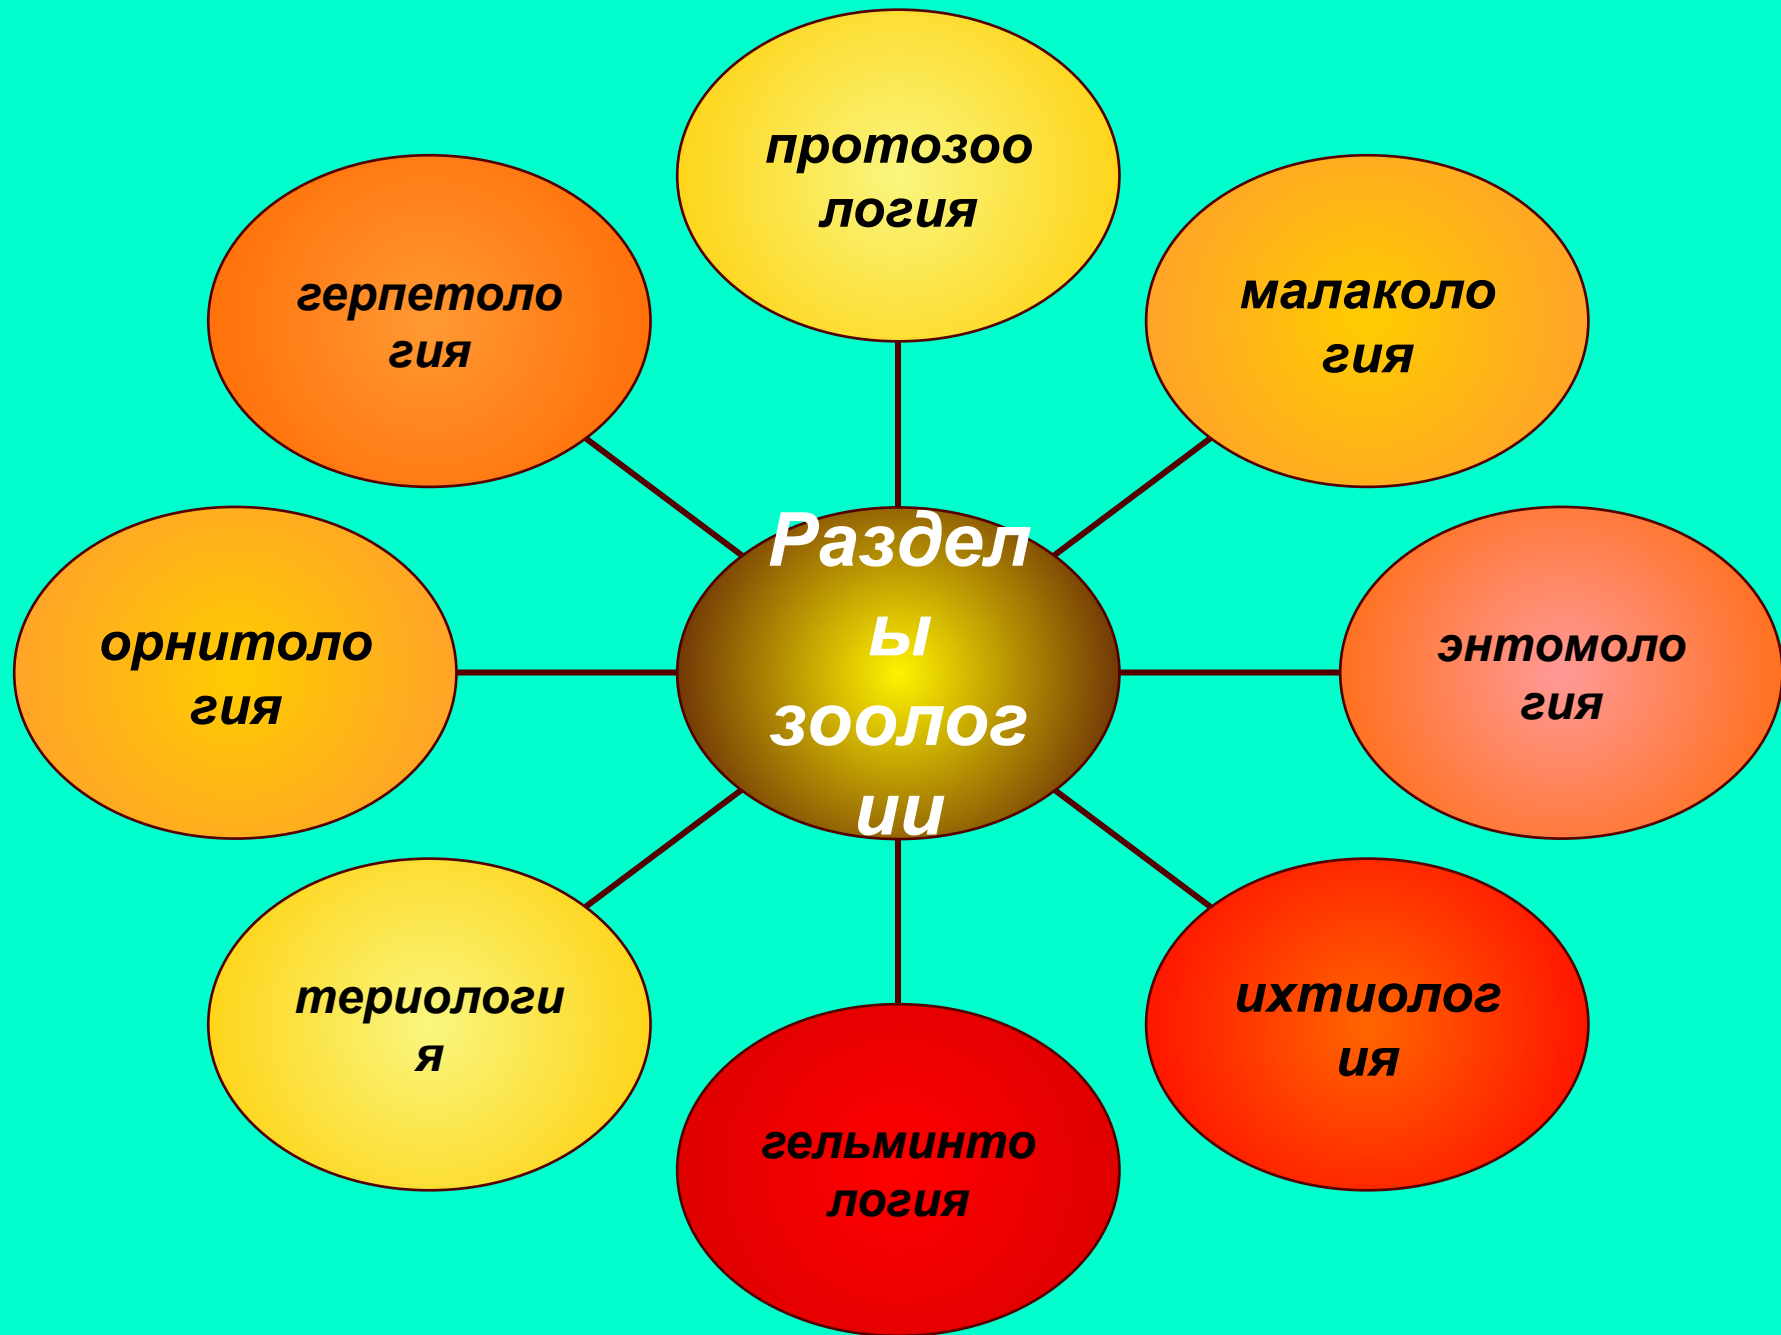 протозоо
логия
малаколо
гия
энтомоло
гия
ихтиолог
ия
гельминто
логия
териологи
я
орнитоло
гия
герпетоло
гия
Раздел
ы
зоолог
ии